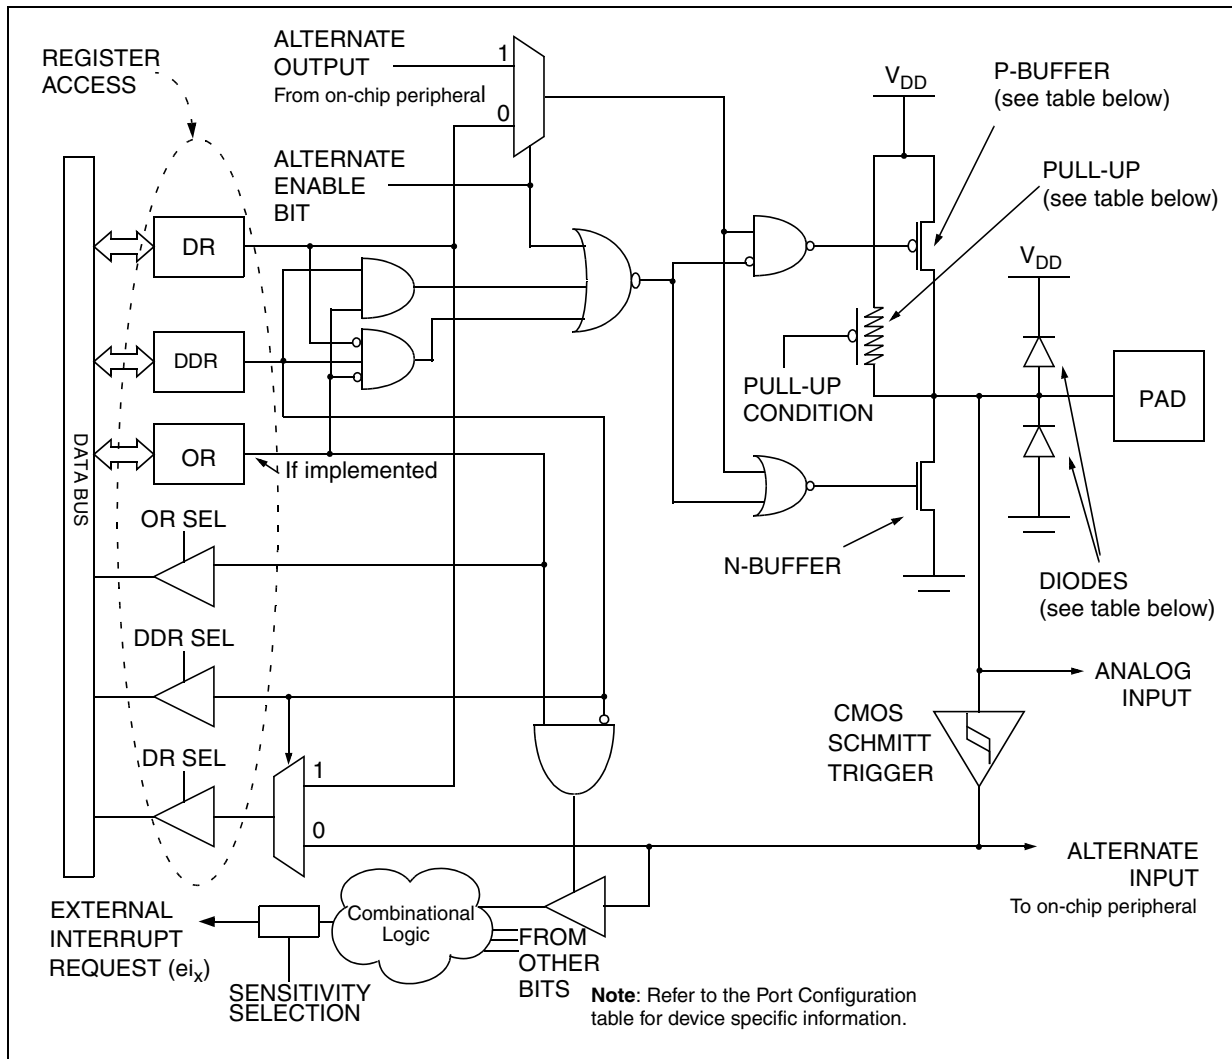 REGISTER
ACCESS
ALTERNATE
OUTPUT
From on-chip peripheral
1
0
ALTERNATE
ENABLE
BIT
VDD
P-BUFFER
(see table below)
PULL-UP
(see table below)
DR
DDR
OR
If implemented
DATA BUS
PULL-UP
CONDITION
VDD
PAD
N-BUFFER
DIODES
(see table below)
OR SEL
DDR SEL
DR SEL
1
0
ANALOG
INPUT
CMOS
SCHMITT
TRIGGER
ALTERNATE
INPUT
To on-chip peripheral
EXTERNAL
INTERRUPT
REQUEST (eix)
Combinational
Logic
SENSITIVITY
SELECTION
FROM
OTHER
BITS
Note: Refer to the Port Configuration
table for device specific information.